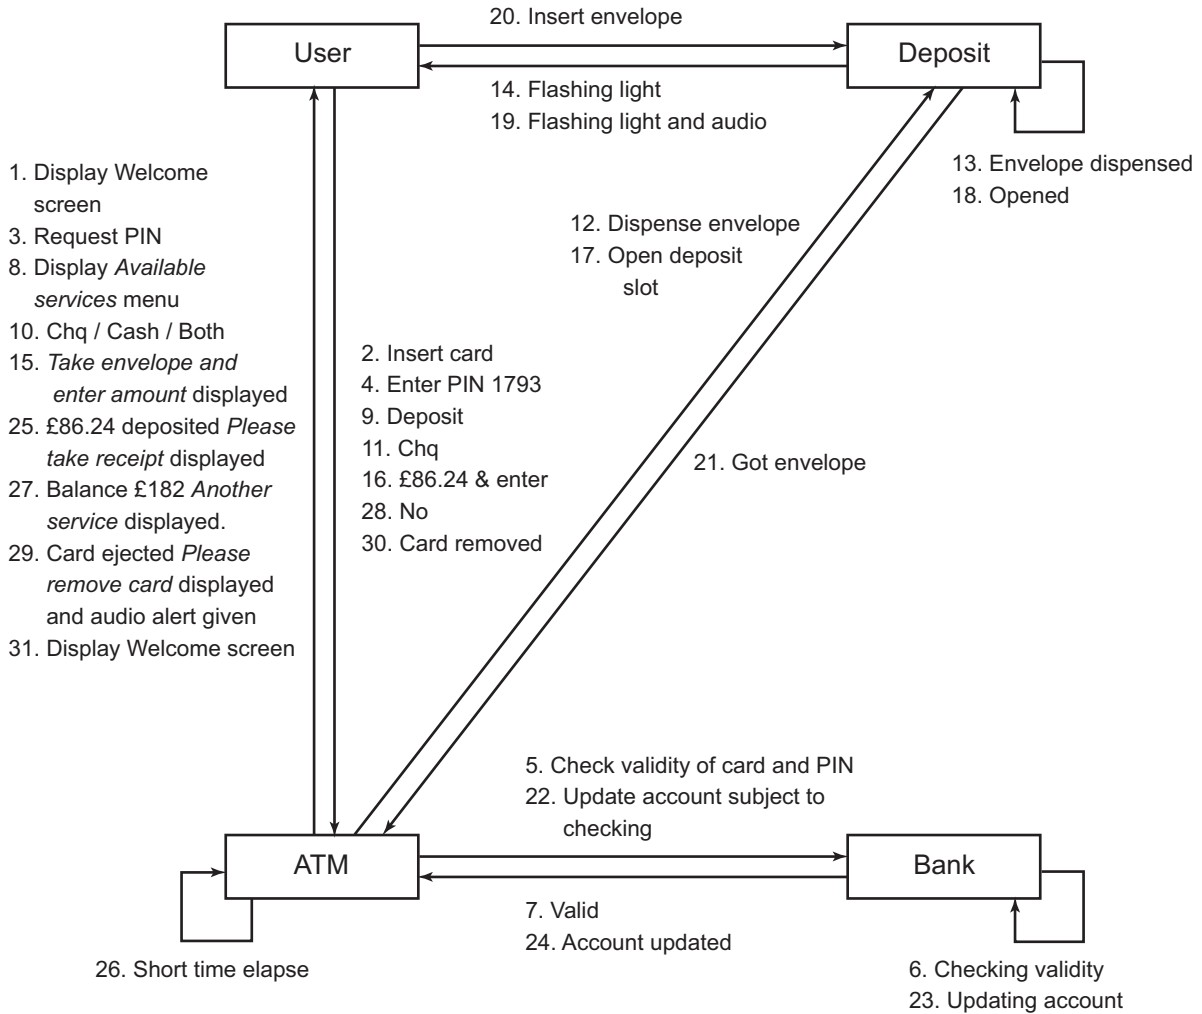 20. Insert envelope
User
Deposit
14. Flashing light
19. Flashing light and audio
13. Envelope dispensed
18. Opened
1. Display Welcome
screen
3. Request PIN
8. Display Available
services menu
10. Chq / Cash / Both
15. Take envelope and
enter amount displayed
25. £86.24 deposited Please
take receipt displayed
27. Balance £182 Another
service displayed.
29. Card ejected Please
remove card displayed
and audio alert given
31. Display Welcome screen
12. Dispense envelope
17. Open deposit
slot
2. Insert card
4. Enter PIN 1793
9. Deposit
11. Chq
16. £86.24 & enter
28. No
30. Card removed
21. Got envelope
5. Check validity of card and PIN
22. Update account subject to
checking
ATM
Bank
7. Valid
24. Account updated
26. Short time elapse
6. Checking validity
23. Updating account